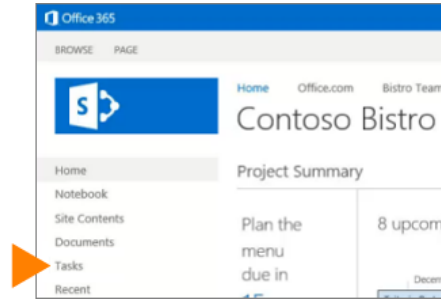 Office 365
BROWSE PAGE
S
Home Office.com Bistro Team
Contoso Bistro
Home
Notebook
Site Contents
Documents
Tasks
Recent
Project Summary
Plan the
menu
due in
8 upcom
Decem